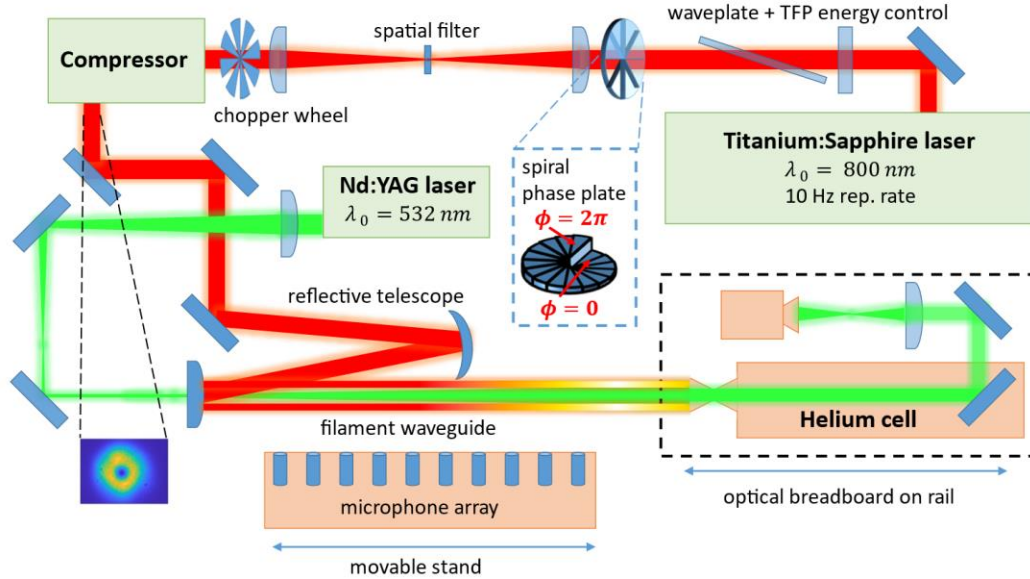 waveplate + TFP energy control
spatial filter
Compressor
chopper wheel
Titanium:Sapphire laser
λ₀ = 800 nm
10 Hz rep. rate
Nd:YAG laser
λ₀ = 532 nm
spiral
phase plate
ϕ = 2π
ϕ = 0
reflective telescope
filament waveguide
Helium cell
microphone array
optical breadboard on rail
movable stand